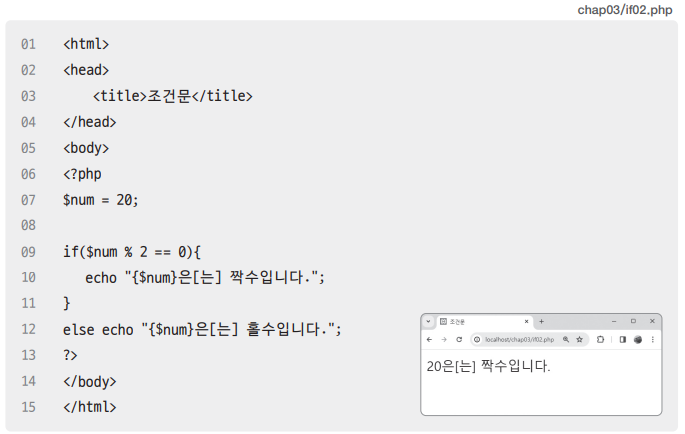 chap03/if02.php
01 <html>
02 <head>
03 <title>조건문</title>
04 </head>
05 <body>
06 <?php
07 $num = 20;
08
09 if($num % 2 == 0){
10 echo "{$num}은[는] 짝수입니다.";
11 }
12 else echo "{$num}은[는] 홀수입니다.";
13 ?>
14 </body>
15 </html>
조건문
localhost/chap03/if02.php
20은[는] 짝수입니다.